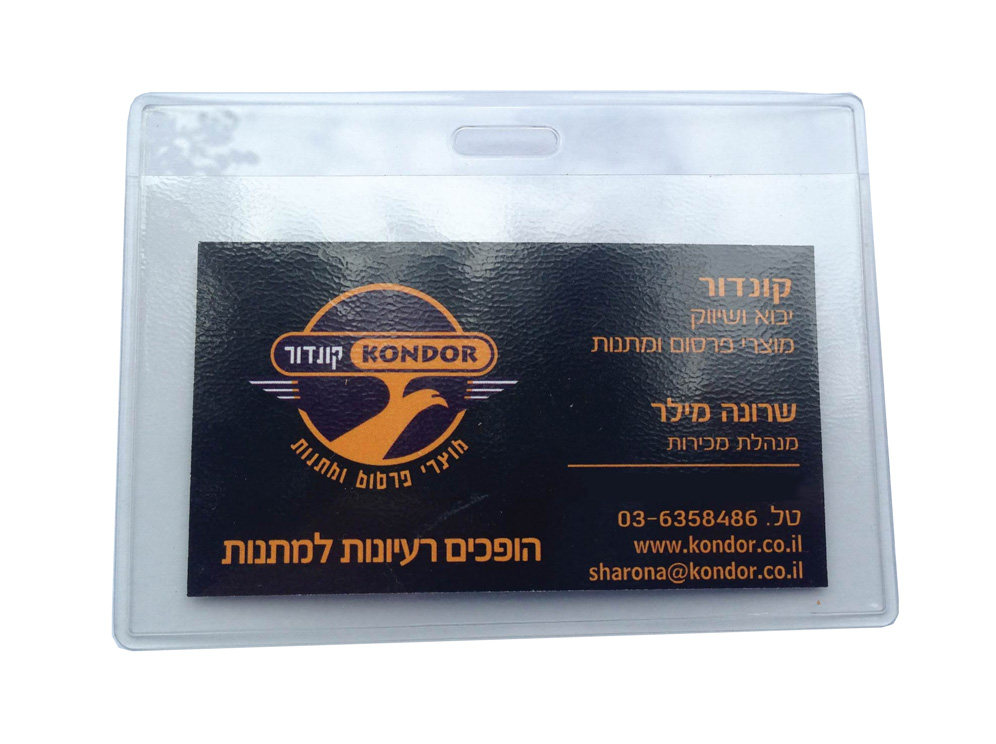 קונדור
יבוא ושיווק
מוצרי פרסום ומתנות
שרונה מילר
מנהלת מכירות
טל. 03-6358486
www.kondor.co.il
sharona@kondor.co.il
קונדור KONDOR
מוצרי פרסום ומתנות
הופכים רעיונות למתנות